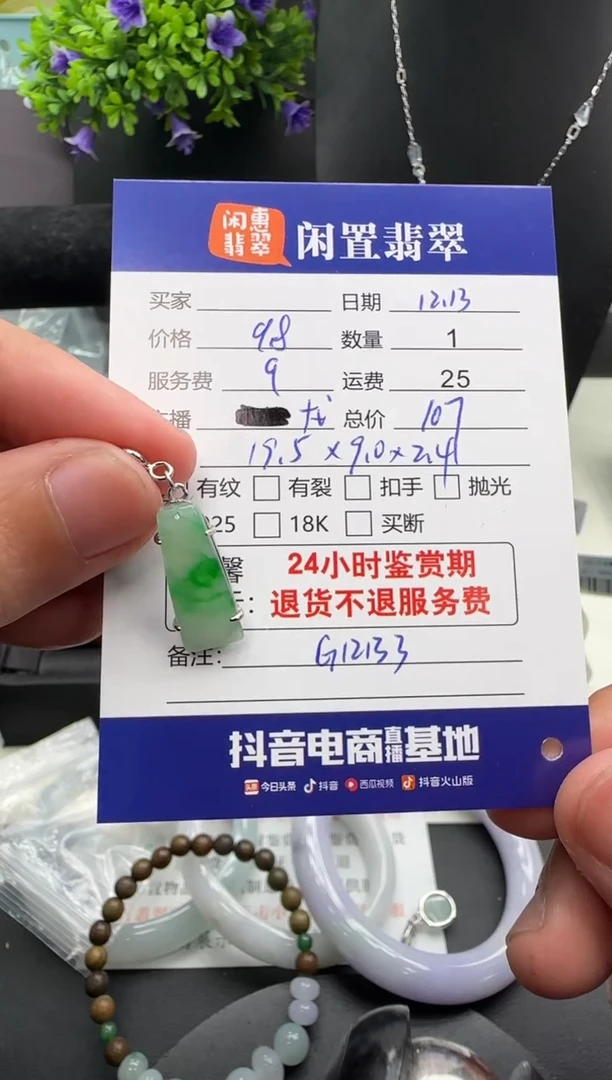 闲惠翡翠 闲置翡翠
买家 日期 12.13
价格 98 数量 1
服务费 9 运费 25
播 总价 107
19.5×9.0×2.4
有纹 有裂 扣手 抛光
925 18K 买断
馨 24小时鉴赏期
: 退货不退服务费
备注: G12133
抖音电商直播基地
头条 今日头条 抖音 西瓜视频 抖音火山版